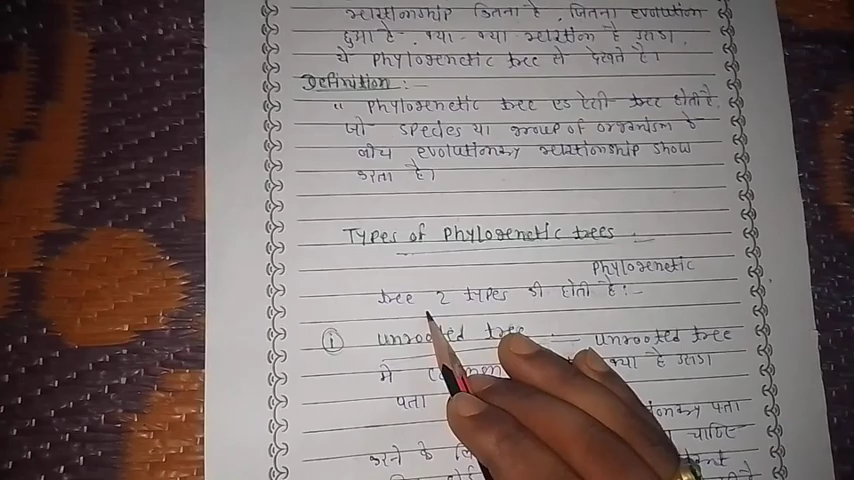 relationship कितना है, कितना evolution
हुआ है. क्या-क्या relation है उसका
ये Phylogenetic tree से देखते है।
Definition :-
" Phylogenetic tree एक ऐसी tree होती है.
जो species या group of organism के
बीच evolutionary relationship show
करता है।
Types of Phylogenetic trees
Phylogenetic
tree 2 types की होती है:-
(i) unrooted tree :- unrooted tree
मे क्या है उसका
पता पता
चाहिए
करने के